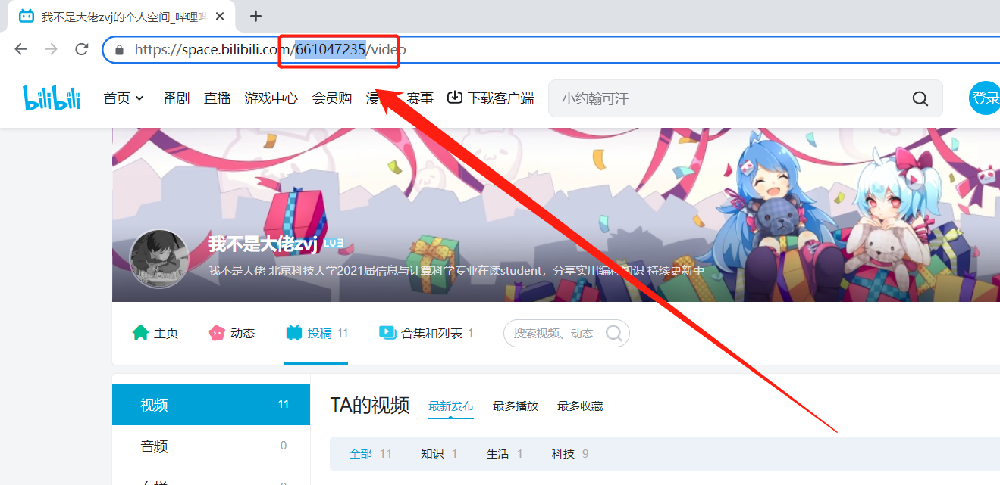 我不是大佬zvj的个人空间_哔哩哔
https://space.bilibili.com/661047235/video
bilibili 首页 番剧 直播 游戏中心 会员购 漫 赛事 下载客户端 小约翰可汗 登录
我不是大佬zvj LV3
我不是大佬 北京科技大学2021届信息与计算科学专业在读student，分享实用编程知识 持续更新中
主页 动态 投稿 11 合集和列表 1 搜索视频、动态
视频 11
TA的视频 最新发布 最多播放 最多收藏
音频 0
全部 11 知识 1 生活 1 科技 9